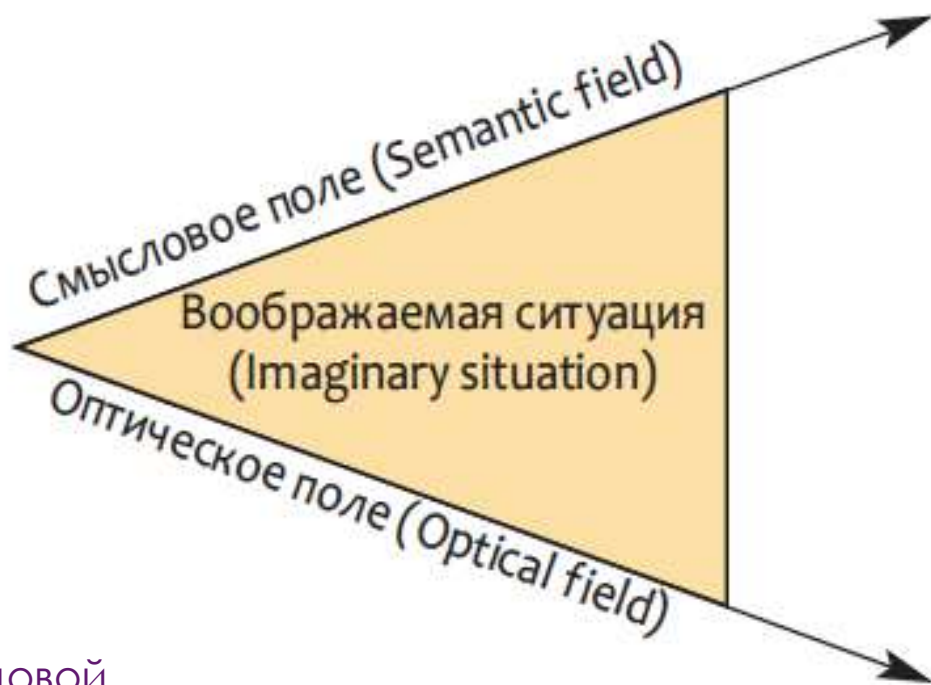 Смысловое поле (Semantic field)
Воображаемая ситуация
(Imaginary situation)
Оптическое поле (Optical field)